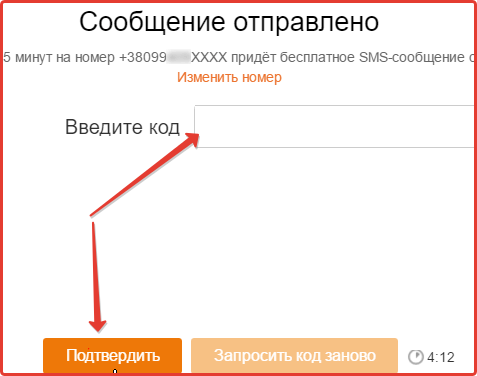 Сообщение отправлено
5 минут на номер +38099 XXXX придёт бесплатное SMS-сообщение с
Изменить номер
Введите код
Подтвердить Запросить код заново 4:12